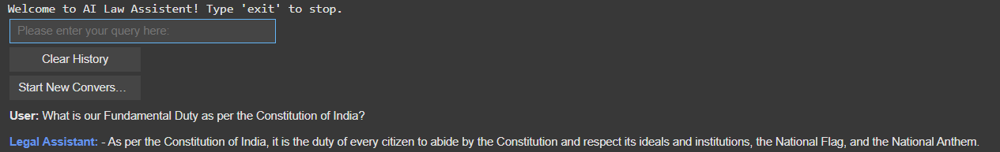 Welcome to AI Law Assistent! Type 'exit' to stop.
Please enter your query here:
Clear History
Start New Convers...
User: What is our Fundamental Duty as per the Constitution of India?
Legal Assistant: - As per the Constitution of India, it is the duty of every citizen to abide by the Constitution and respect its ideals and institutions, the National Flag, and the National Anthem.